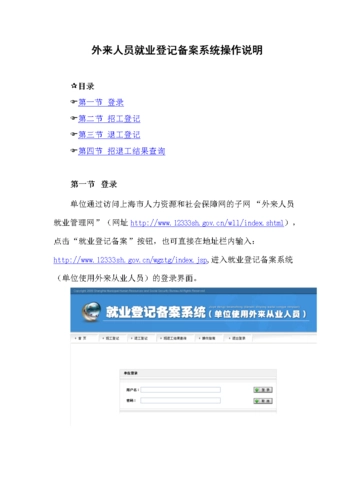 外来人员就业登记备案系统操作说明
☆目录
☞第一节 登录
☞第二节 招工登记
☞第三节 退工登记
☞第四节 招退工结果查询
第一节 登录
单位通过访问上海市人力资源和社会保障网的子网 “外来人员
就业管理网”（网址 http://www.12333sh.gov.cn/wll/index.shtml），
点击“就业登记备案”按钮，也可直接在地址栏内输入：
http://www.12333sh.gov.cn/wgztg/index.jsp,进入就业登记备案系统
（单位使用外来从业人员）的登录界面。
就业登记备案系统（单位使用外来从业人员）
首 页 招工登记 退工登记 招退工结果查询 操作指南 退出登录
单位登录
用户名：
密码：